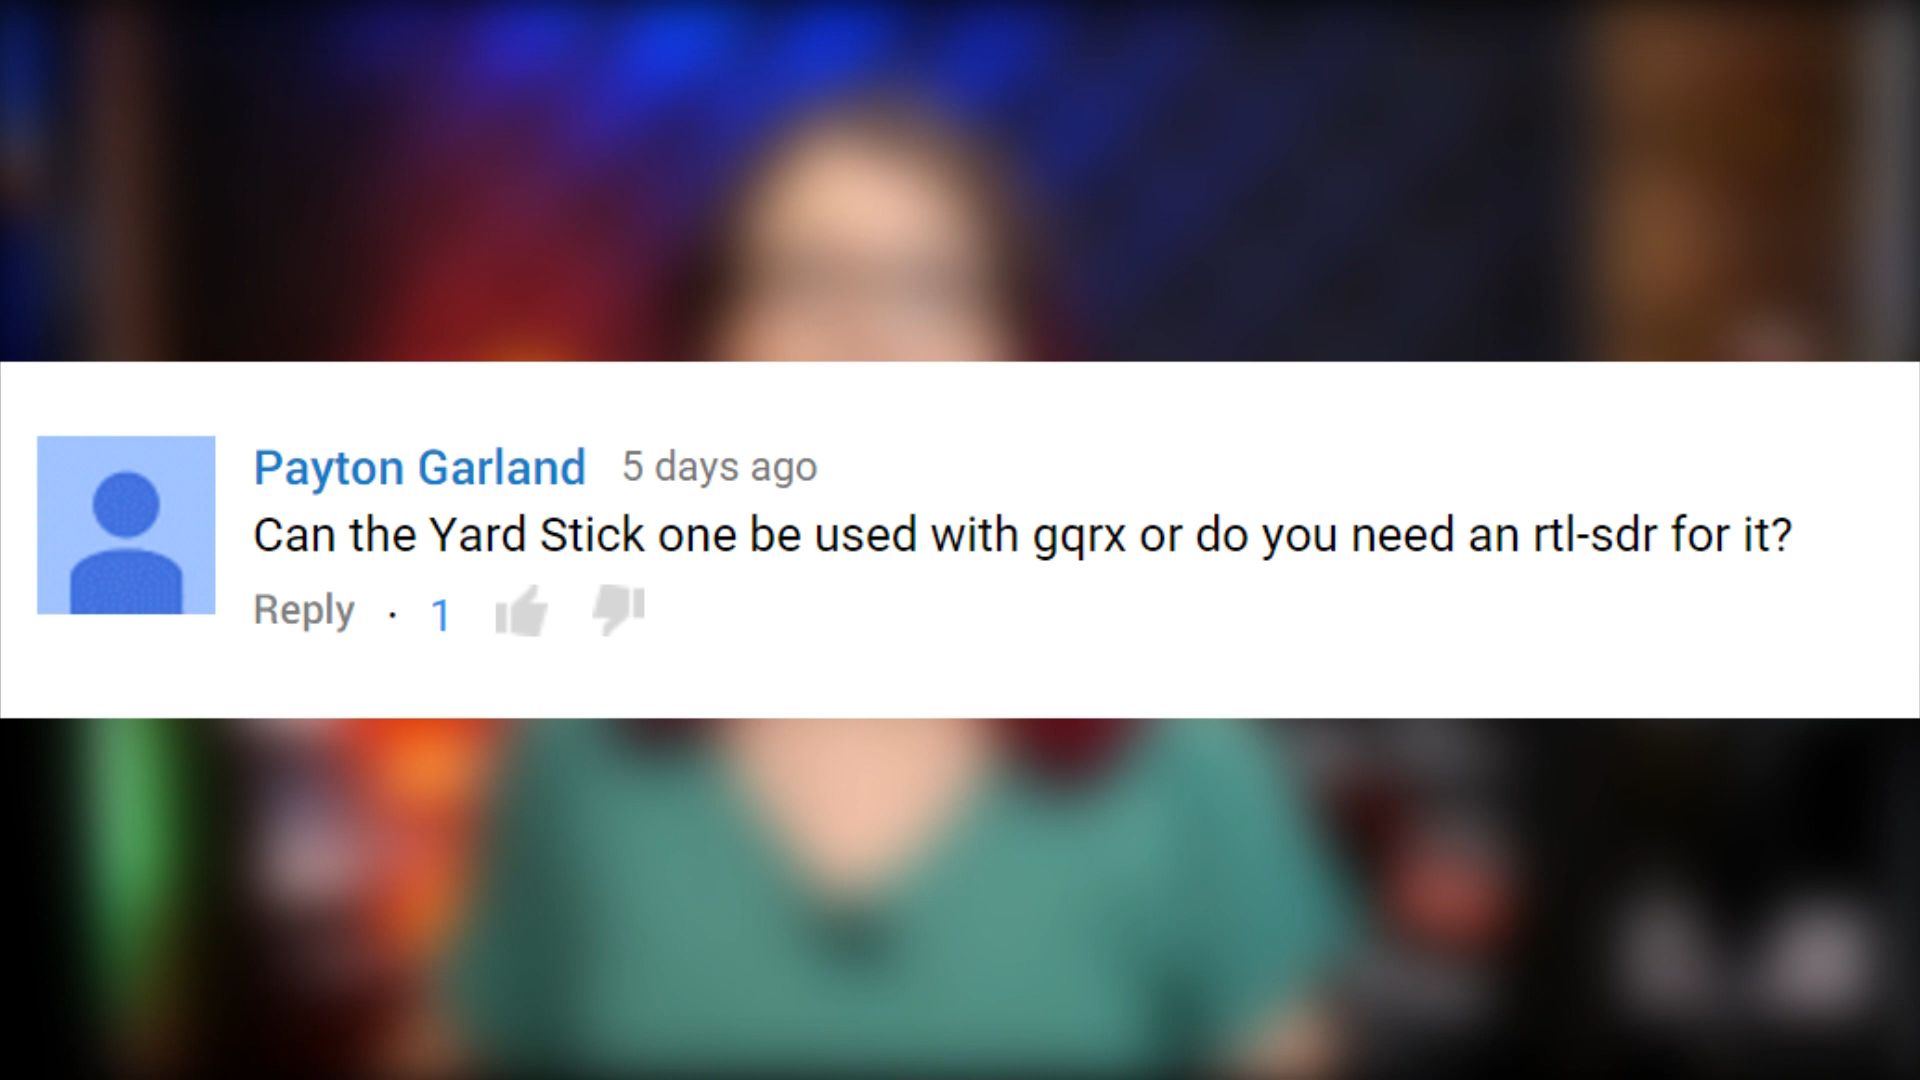 Payton Garland 5 days ago
Can the Yard Stick one be used with gqrx or do you need an rtl-sdr for it?
Reply · 1